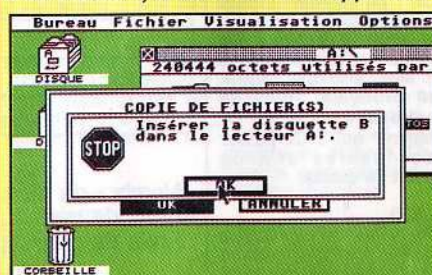 Bureau Fichier Visualisation Options
A:\
240444 octets utilisés par
DISQUE
COPIE DE FICHIER(S)
Insérer la disquette B
dans le lecteur A:.
STOP
OK
OK
ANNULER
CORBEILLE